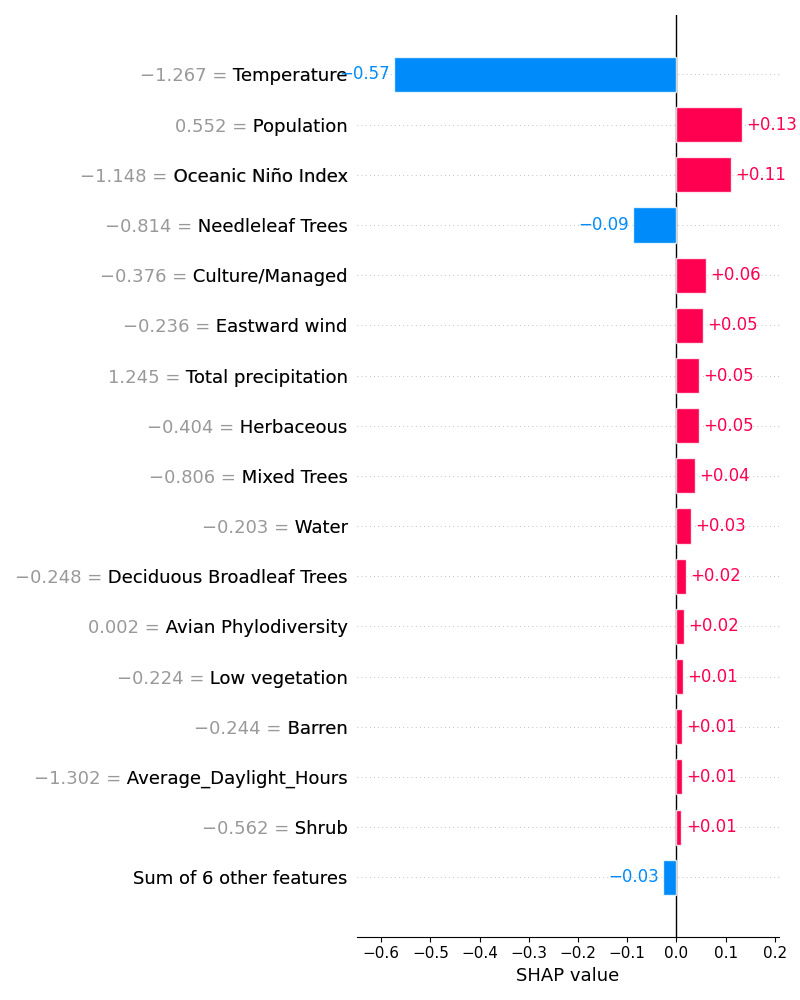 −1.267 = Temperature −0.57
0.552 = Population +0.13
−1.148 = Oceanic Niño Index +0.11
−0.814 = Needleleaf Trees −0.09
−0.376 = Culture/Managed +0.06
−0.236 = Eastward wind +0.05
1.245 = Total precipitation +0.05
−0.404 = Herbaceous +0.05
−0.806 = Mixed Trees +0.04
−0.203 = Water +0.03
−0.248 = Deciduous Broadleaf Trees +0.02
0.002 = Avian Phylodiversity +0.02
−0.224 = Low vegetation +0.01
−0.244 = Barren +0.01
−1.302 = Average_Daylight_Hours +0.01
−0.562 = Shrub +0.01
Sum of 6 other features −0.03
−0.6 −0.5 −0.4 −0.3 −0.2 −0.1 0.0 0.1 0.2
SHAP value